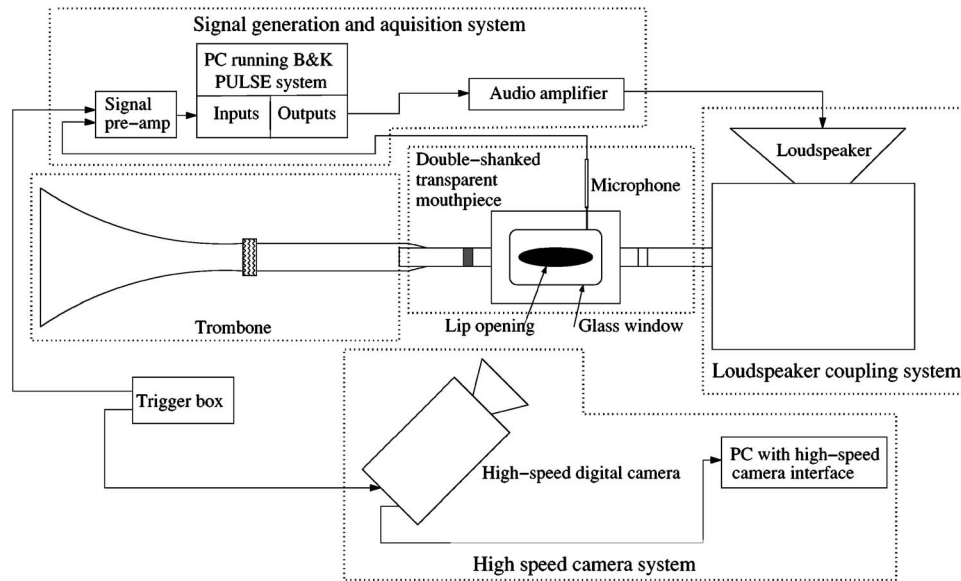 Signal generation and aquisition system
PC running B&K
PULSE system
Signal
pre-amp
Inputs
Outputs
Audio amplifier
Loudspeaker
Double-shanked
transparent
mouthpiece
Microphone
Trombone
Lip opening
Glass window
Loudspeaker coupling system
Trigger box
High-speed digital camera
PC with high-speed
camera interface
High speed camera system